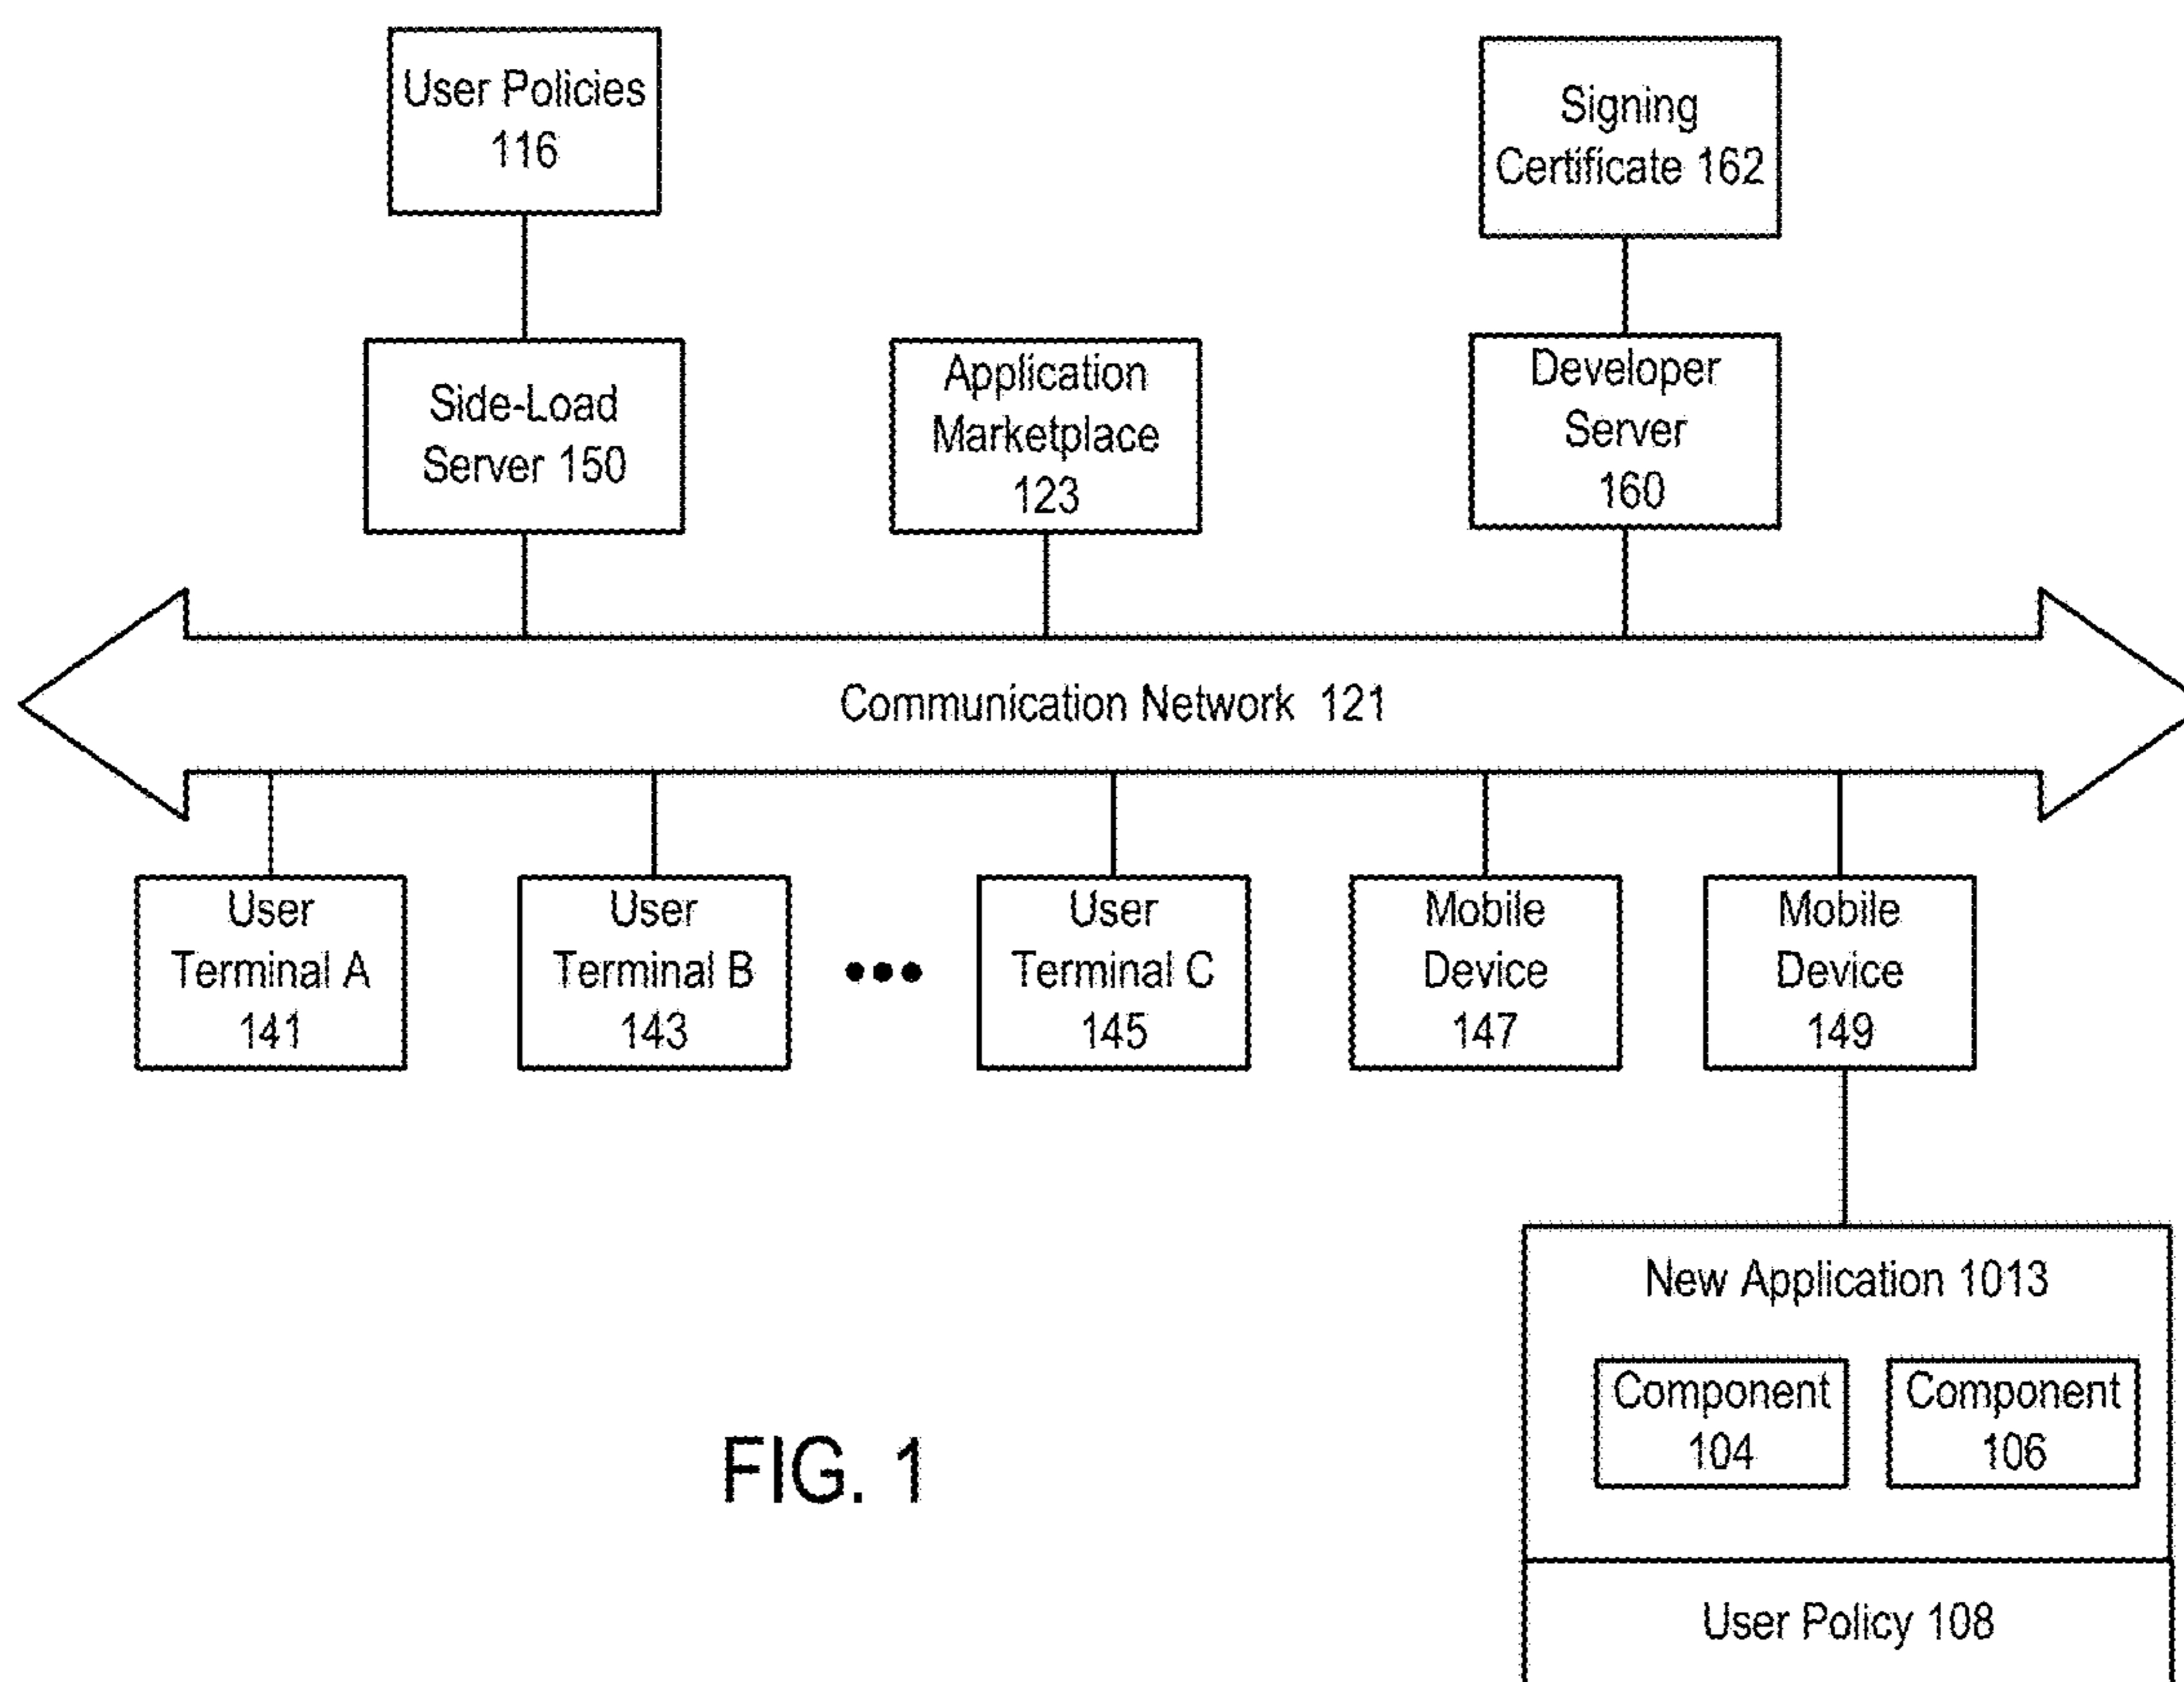 User Policies
116
Signing
Certificate 162
Side-Load
Server 150
Application
Marketplace
123
Developer
Server
160
Communication Network 121
User
Terminal A
141
User
Terminal B
143
•••
User
Terminal C
145
Mobile
Device
147
Mobile
Device
149
New Application 1013
Component
104
Component
106
User Policy 108
FIG. 1